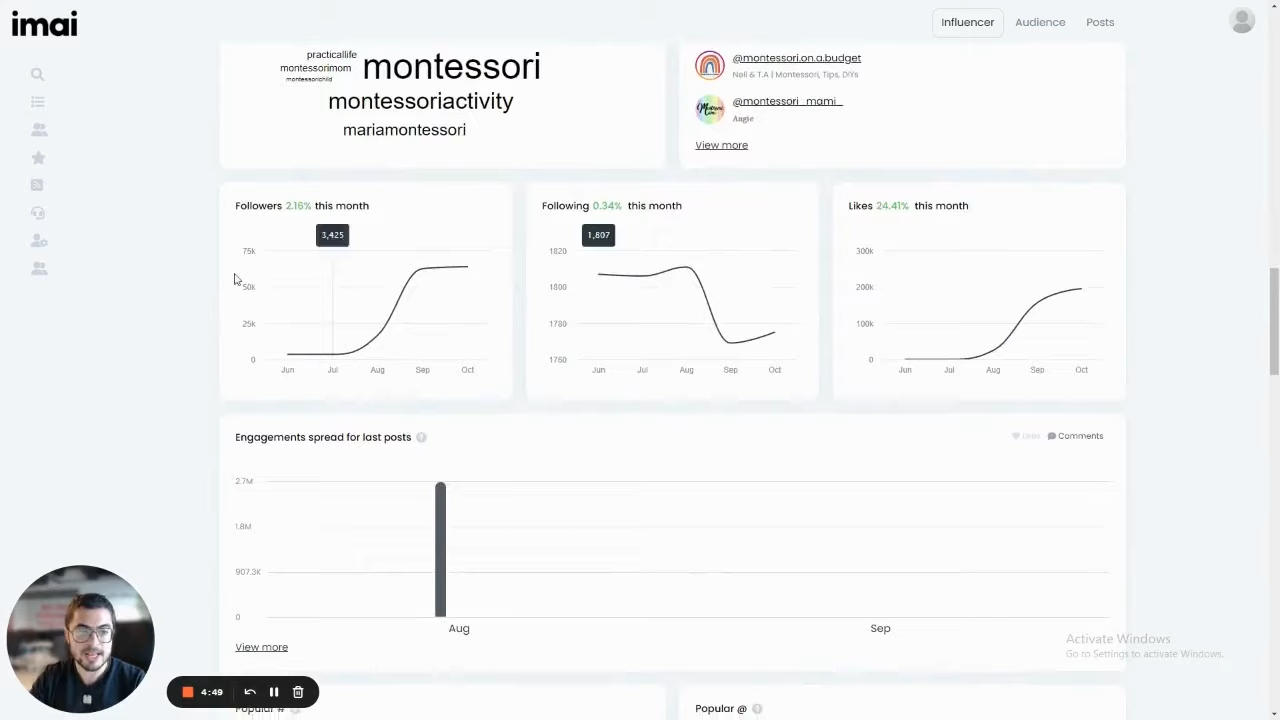 imai
Influencer
Audience
Posts
practicallife
montessorimom
montessorichild
montessori
montessoriactivity
mariamontessori
@montessori.on.a.budget
Nell & T.A | Montessori, Tips, DIYs
@montessori_mami_
Angie
View more
Followers 2.16% this month
3,425
75k
50k
25k
0
Jun Jul Aug Sep Oct
Following 0.34% this month
1,807
1820
1800
1780
1760
Jun Jul Aug Sep Oct
Likes 24.41% this month
300k
200k
100k
0
Jun Jul Aug Sep Oct
Engagements spread for last posts ?
Likes Comments
2.7M
1.8M
907.3K
0
Aug Sep
View more
Activate Windows
Go to Settings to activate Windows.
4:49
Popular #
Popular @ ?